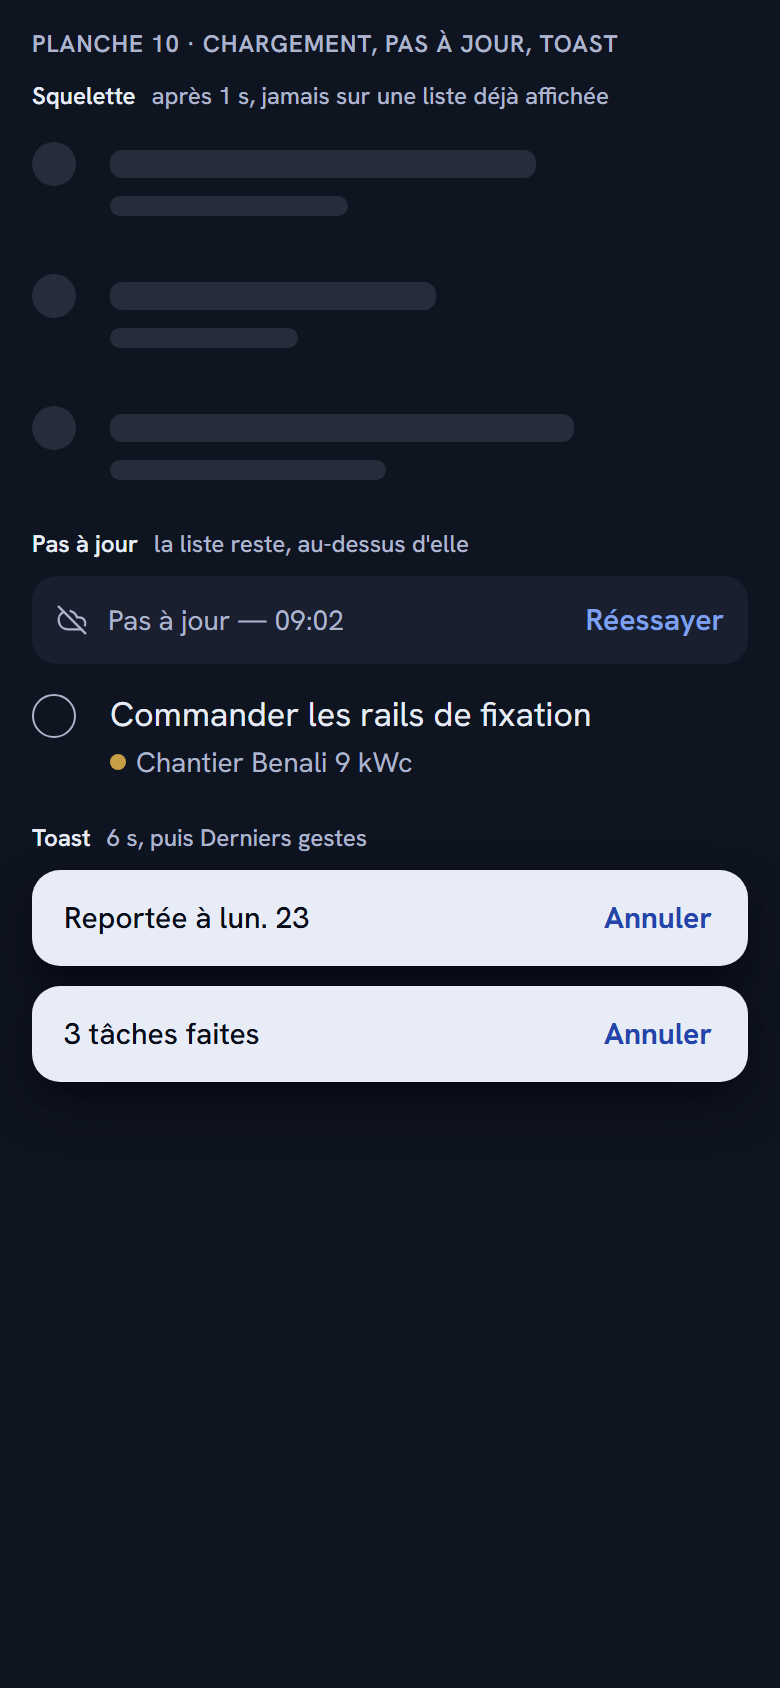 PLANCHE 10 · CHARGEMENT, PAS À JOUR, TOAST
Squelette après 1 s, jamais sur une liste déjà affichée
Pas à jour la liste reste, au-dessus d'elle
Pas à jour — 09:02 Réessayer
Commander les rails de fixation
Chantier Benali 9 kWc
Toast 6 s, puis Derniers gestes
Reportée à lun. 23 Annuler
3 tâches faites Annuler